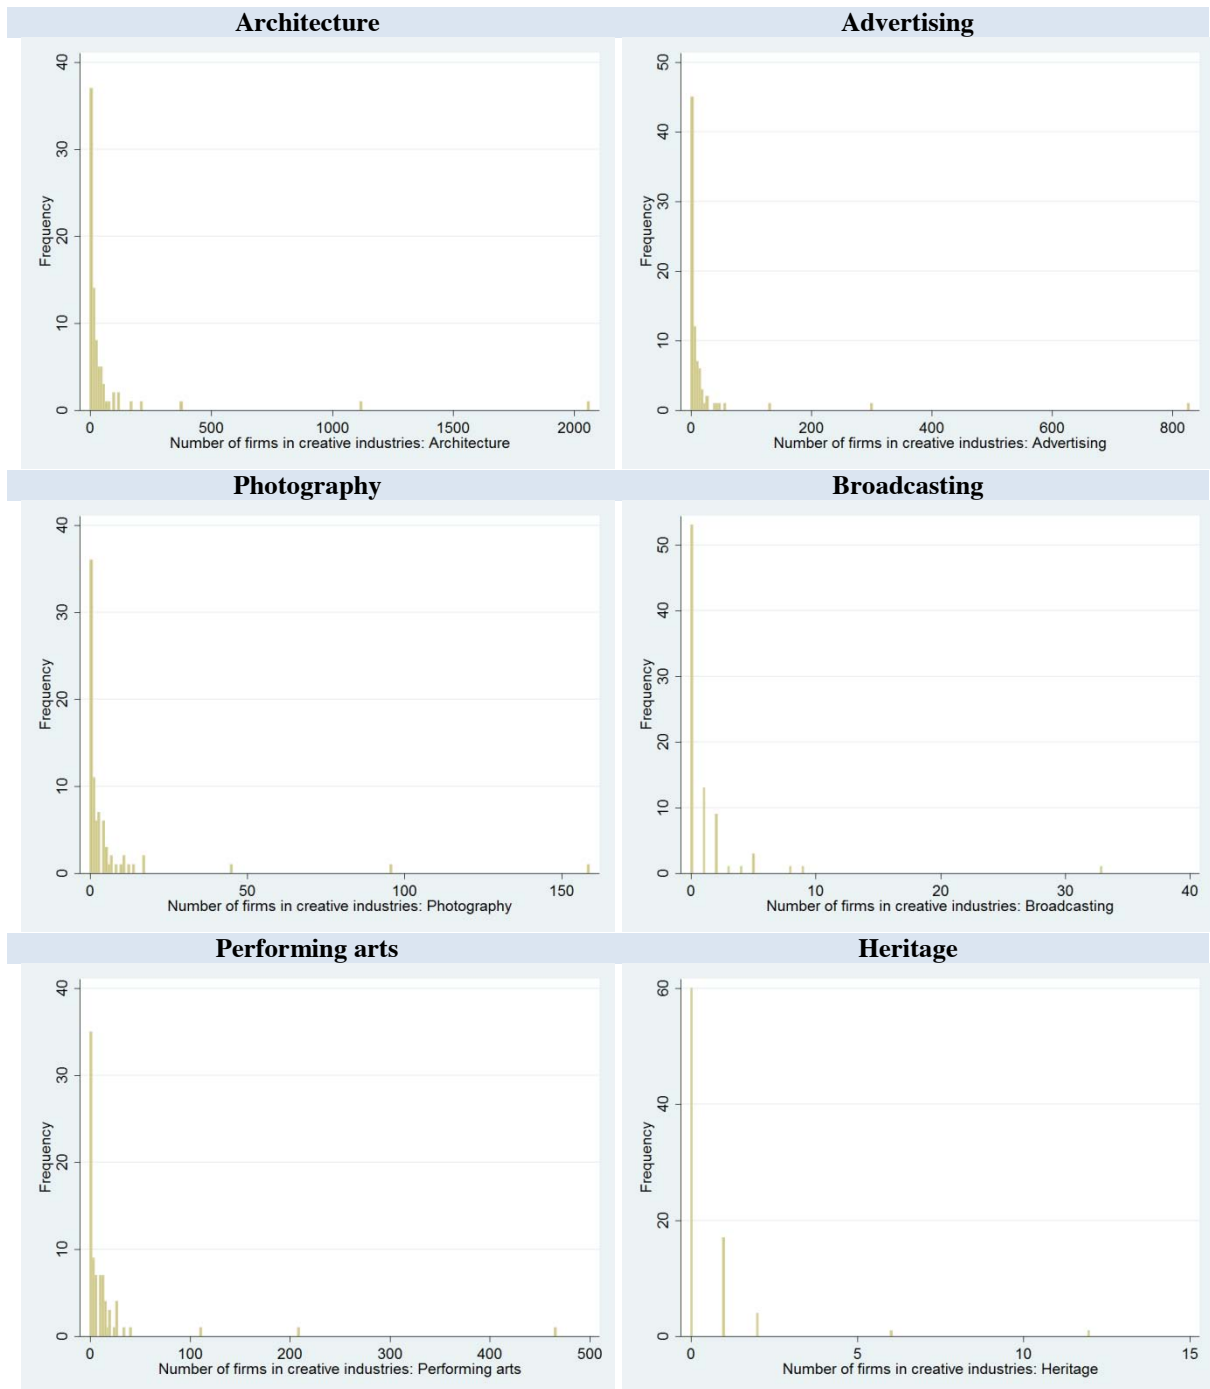 Architecture
Advertising
40
30
20
10
0
Frequency
0 500 1000 1500 2000
Number of firms in creative industries: Architecture
50
40
30
20
10
0
Frequency
0 200 400 600 800
Number of firms in creative industries: Advertising
Photography
Broadcasting
40
30
20
10
0
Frequency
0 50 100 150
Number of firms in creative industries: Photography
50
40
30
20
10
0
Frequency
0 10 20 30 40
Number of firms in creative industries: Broadcasting
Performing arts
Heritage
40
30
20
10
0
Frequency
0 100 200 300 400 500
Number of firms in creative industries: Performing arts
60
40
20
0
Frequency
0 5 10 15
Number of firms in creative industries: Heritage